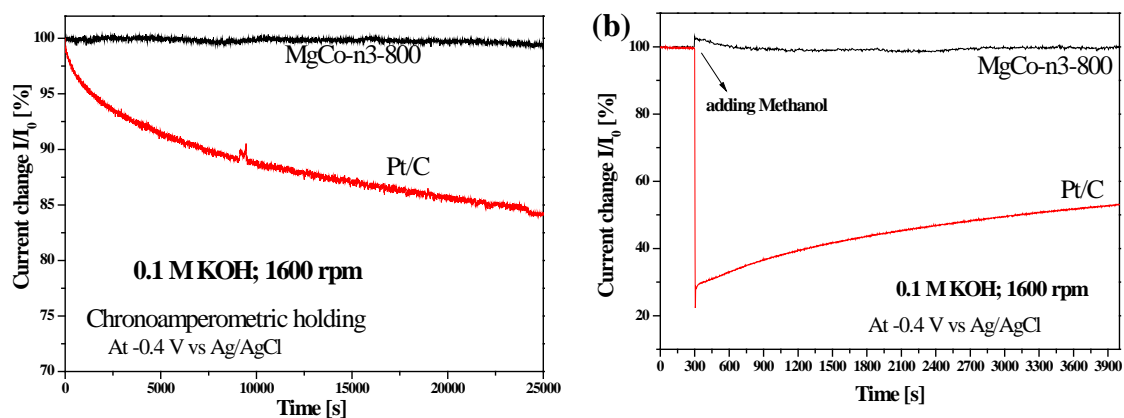 100
95
90
85
80
75
70
Current change I/I0 [%]
MgCo-n3-800
Pt/C
0.1 M KOH; 1600 rpm
Chronoamperometric holding
At -0.4 V vs Ag/AgCl
0 5000 10000 15000 20000 25000
Time [s]
(b)
100
80
60
40
20
Current change I/I0 [%]
MgCo-n3-800
adding Methanol
Pt/C
0.1 M KOH; 1600 rpm
At -0.4 V vs Ag/AgCl
0 300 600 900 1200 1500 1800 2100 2400 2700 3000 3300 3600 3900
Time [s]